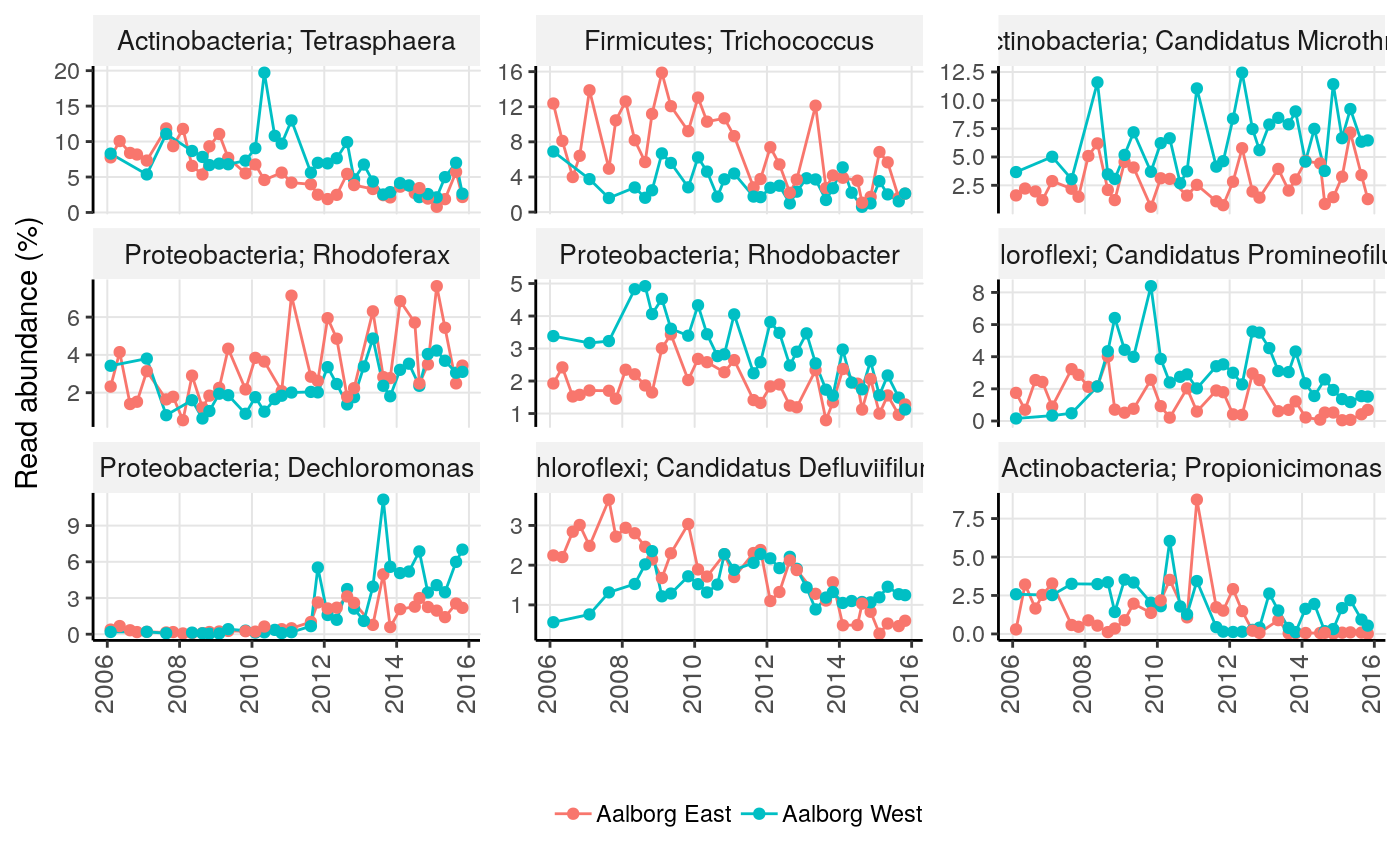 Actinobacteria; Tetrasphaera
Firmicutes; Trichococcus
ctinobacteria; Candidatus Microth
20
15
10
5
0
16
12
8
4
0
12.5
10.0
7.5
5.0
2.5
Read abundance (%)
Proteobacteria; Rhodoferax
Proteobacteria; Rhodobacter
loroflexi; Candidatus Promineofilu
6
4
2
5
4
3
2
1
8
6
4
2
0
Proteobacteria; Dechloromonas
hloroflexi; Candidatus Defluviifilun
Actinobacteria; Propionicimonas
9
6
3
0
3
2
1
7.5
5.0
2.5
0.0
2006 2008 2010 2012 2014 2016
2006 2008 2010 2012 2014 2016
2006 2008 2010 2012 2014 2016
Aalborg East Aalborg West